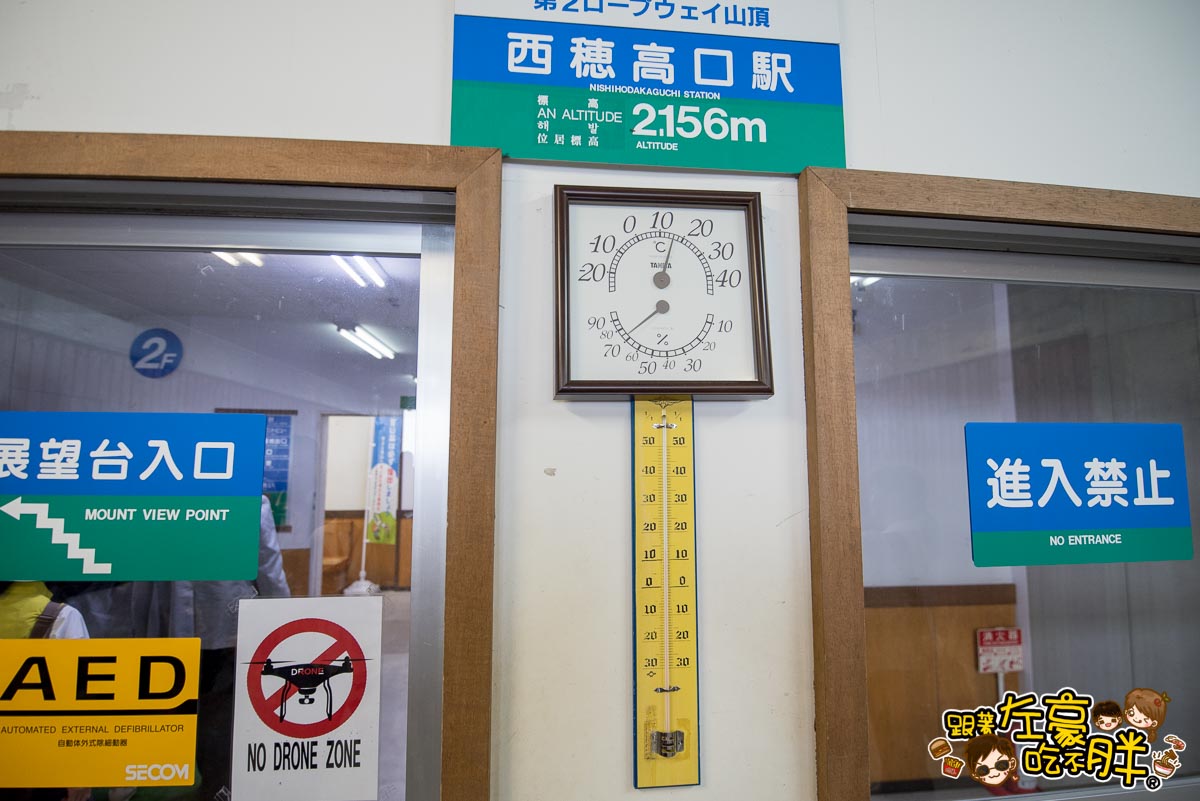 第2ロープウェイ山頂
西穂高口駅
NISHIHODAKAGUCHI STATION
標高
AN ALTITUDE
해발
位居標高
2,156m
ALTITUDE
-20 -10 0 10 20 30 40
°C
TANITA
90 80 70 60 50 40 30 20 10
%
50 50
40 40
30 30
20 20
10 10
0 0
10 10
20 20
30 30
2F
展望台入口
MOUNT VIEW POINT
AED
AUTOMATED EXTERNAL DEFIBRILLATOR
自動体外式除細動器
SECOM
DRONE
NO DRONE ZONE
進入禁止
NO ENTRANCE
消火器
跟著左豪吃不胖®